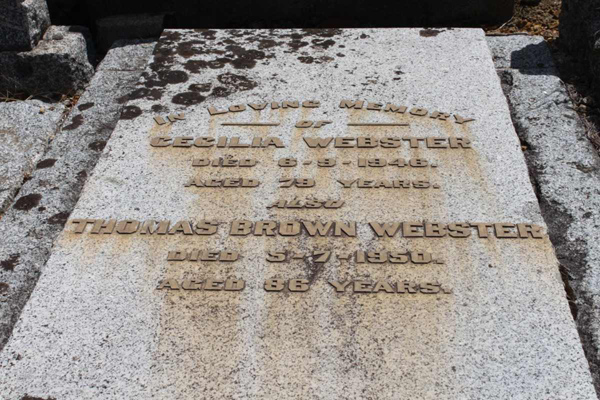 IN LOVING MEMORY
OF
CECILIA WEBSTER
DIED 6-9-1948.
AGED 79 YEARS.
ALSO
THOMAS BROWN WEBSTER
DIED 5-7-1950.
AGED 86 YEARS.